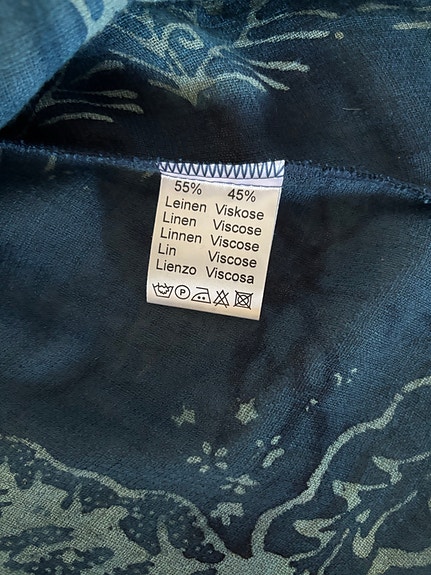 55% 45%
Leinen Viskose
Linen Viscose
Linnen Viscose
Lin Viscose
Lienzo Viscosa
P